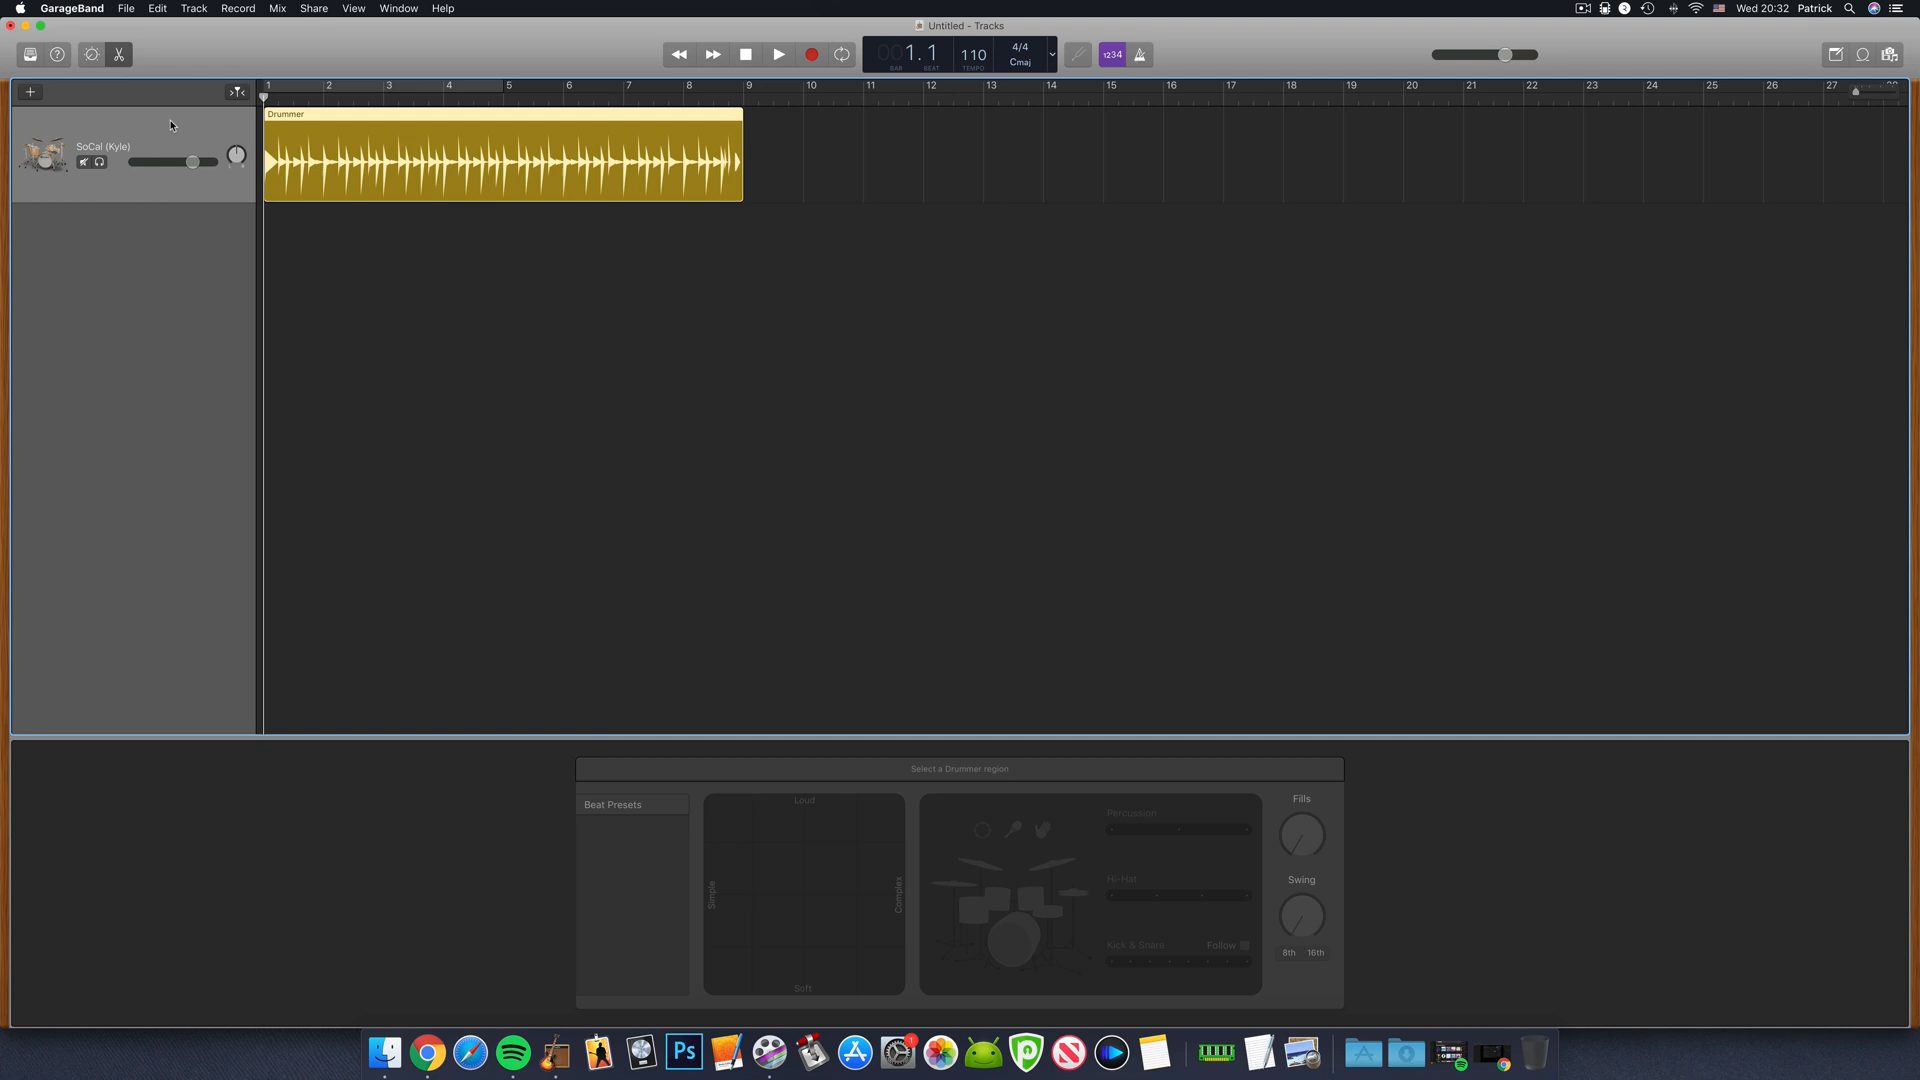 GarageBand File Edit Track Record Mix Share View Window Help
Wed 20:32 Patrick
Untitled - Tracks
001.1
BAR BEAT
110
TEMPO
4/4
Cmaj
1234
1 2 3 4 5 6 7 8 9 10 11 12 13 14 15 16 17 18 19 20 21 22 23 24 25 26 27
Drummer
SoCal (Kyle)
Select a Drummer region
Beat Presets
Loud
Simple
Complex
Soft
Percussion
Hi-Hat
Kick & Snare Follow
Fills
Swing
8th 16th
Ps
1